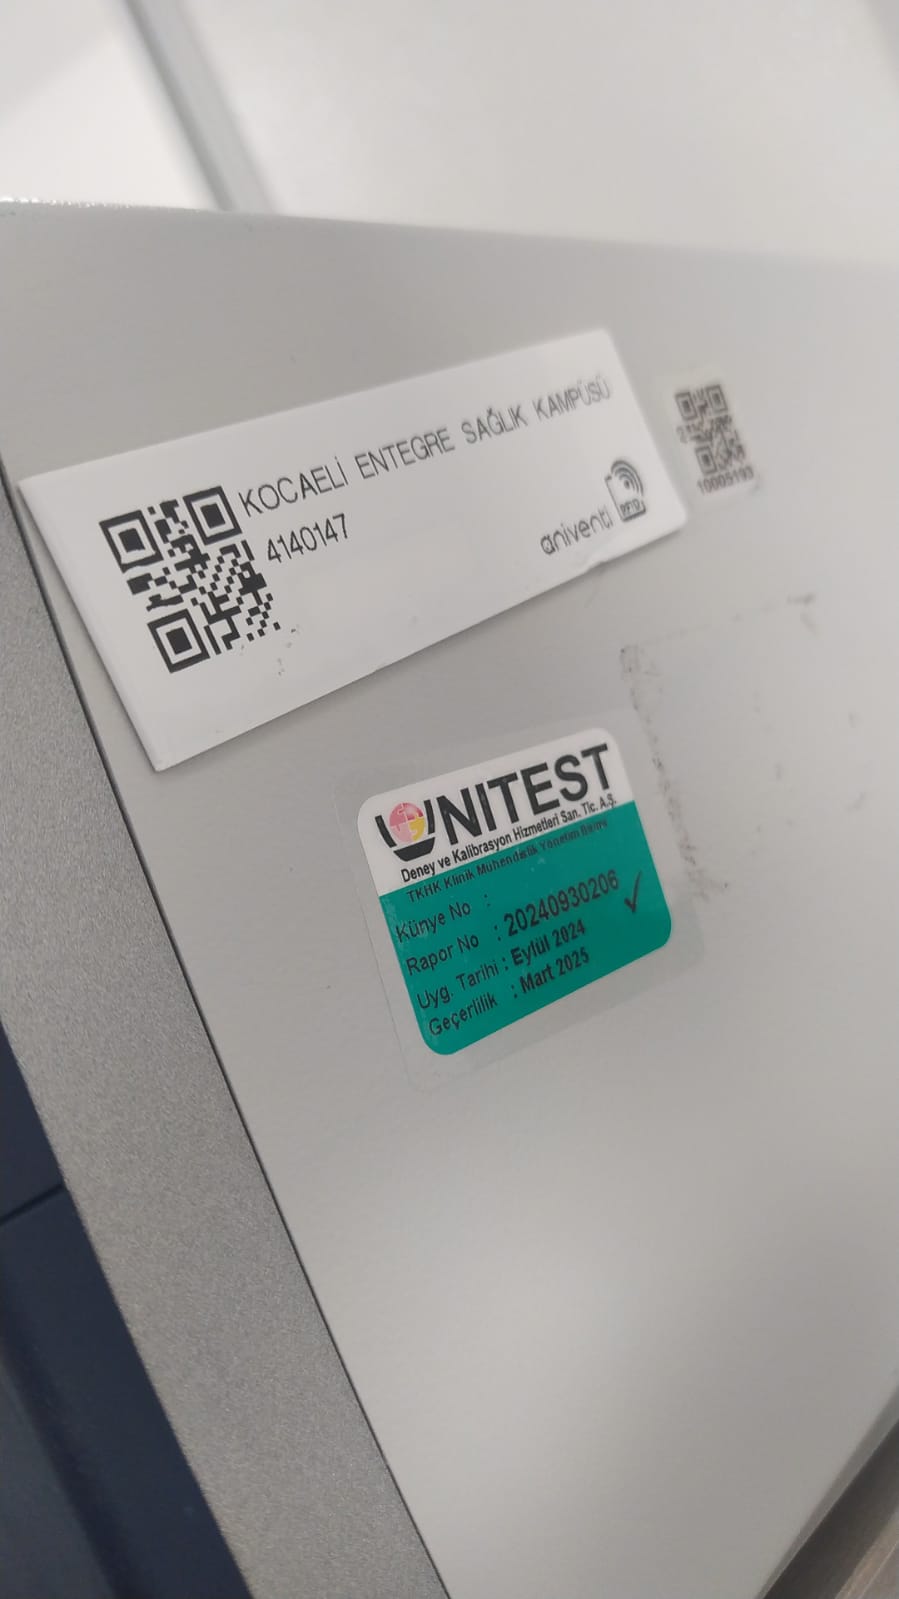 KOCAELİ ENTEGRE SAĞLIK KAMPÜSÜ
4140147
aniventi
RFID
10005193
UNITEST
Deney ve Kalibrasyon Hizmetleri San. Tic. A.Ş.
TKHK Klinik Mühendislik Yönetim Birimi
Künye No :
Rapor No : 20240930206
Uyg. Tarihi : Eylül 2024
Geçerlilik : Mart 2025